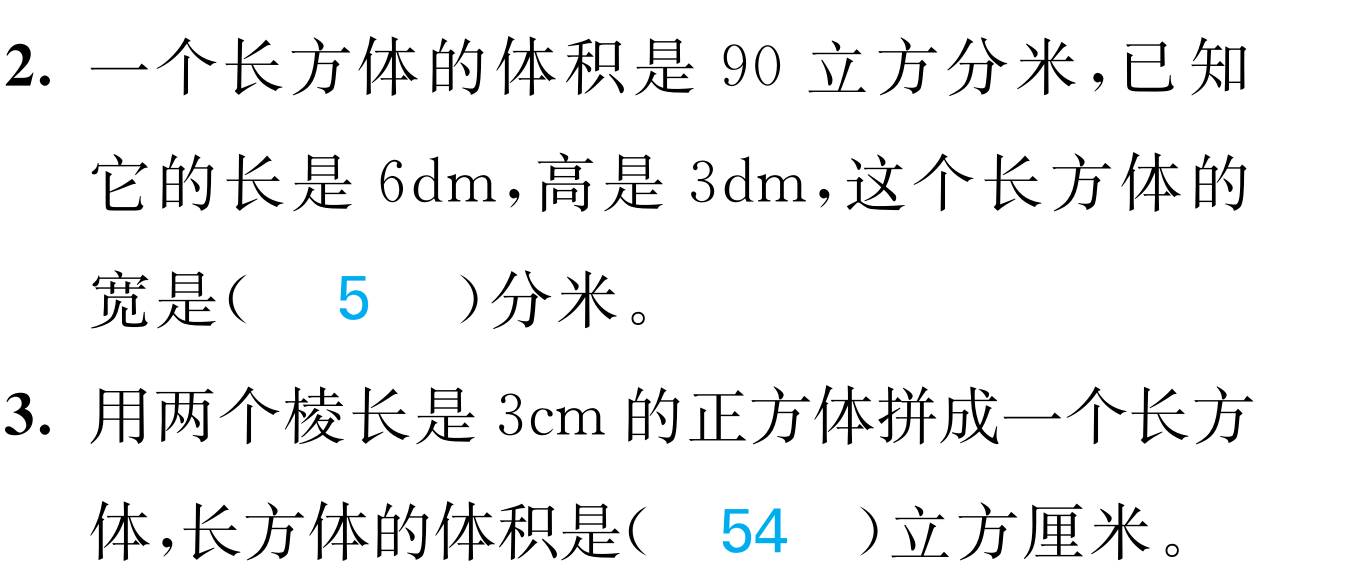 2. 一个长方体的体积是 90 立方分米,已知
它的长是 6dm,高是 3dm,这个长方体的
宽是( 5 )分米。
3. 用两个棱长是 3cm 的正方体拼成一个长方
体,长方体的体积是( 54 )立方厘米。